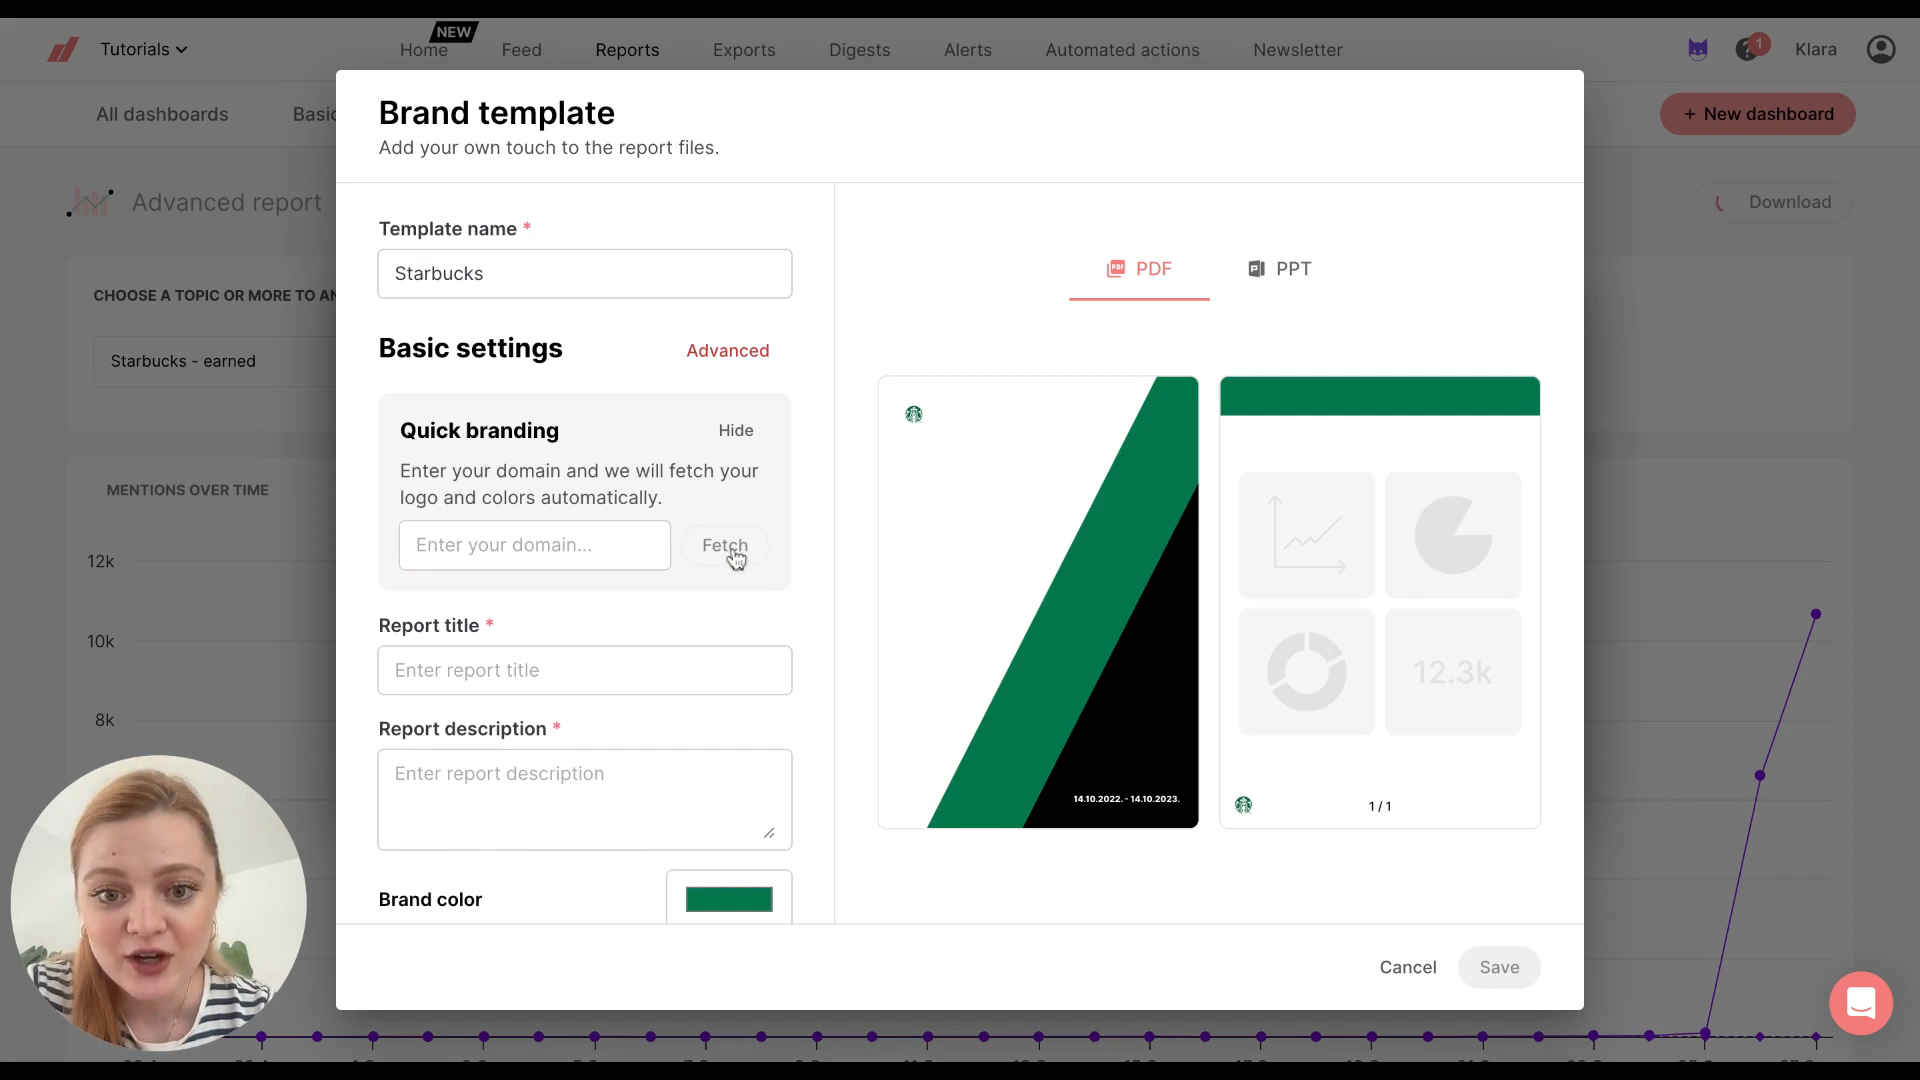 NEW
Tutorials
Home
Feed
Reports
Exports
Digests
Alerts
Automated actions
Newsletter
1
Klara
All dashboards
Basic
+ New dashboard
Brand template
Add your own touch to the report files.
Advanced report
Download
Template name *
Starbucks
PDF
PPT
CHOOSE A TOPIC OR MORE TO AN
Starbucks - earned
Basic settings
Advanced
Quick branding
Hide
Enter your domain and we will fetch your
logo and colors automatically.
Enter your domain...
Fetch
MENTIONS OVER TIME
12k
10k
8k
Report title *
Enter report title
Report description *
Enter report description
Brand color
14.10.2022. - 14.10.2023.
12.3k
1 / 1
Cancel
Save